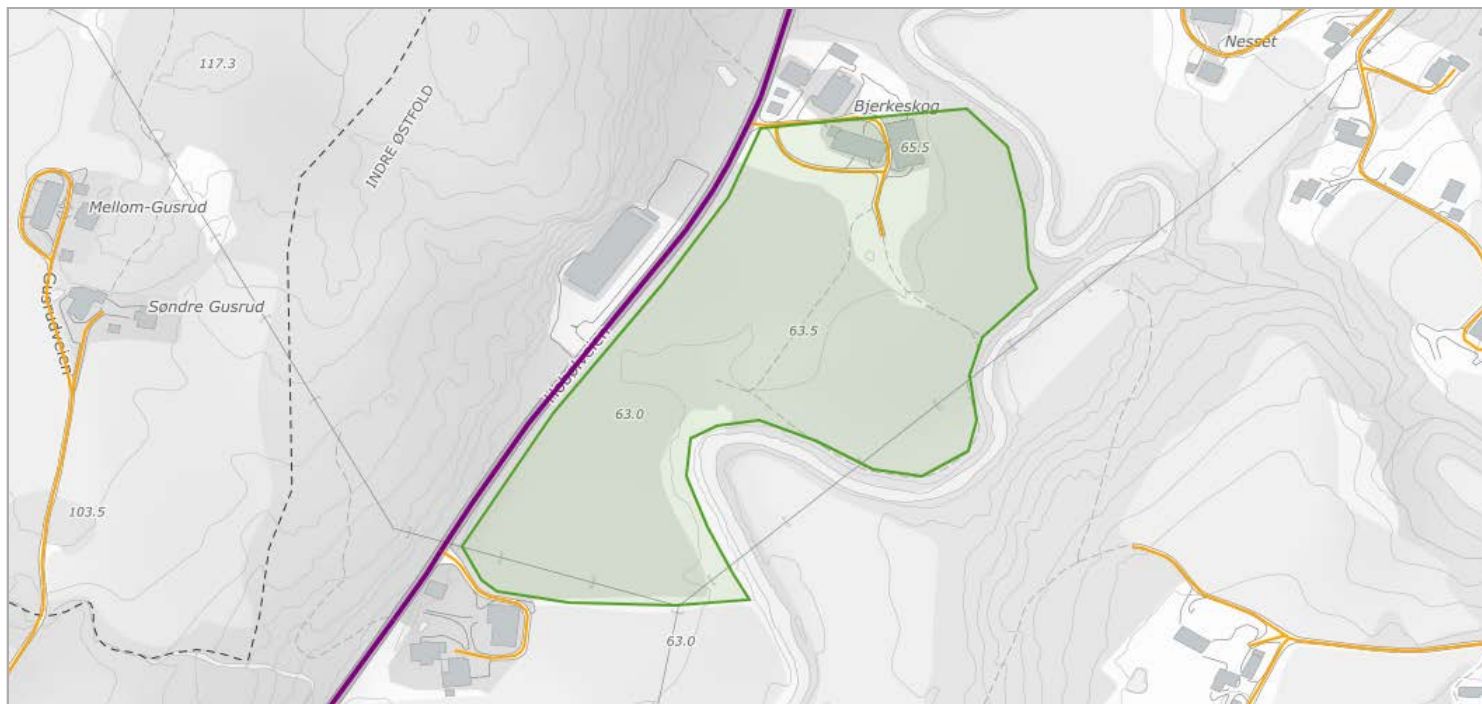 117.3
INDRE ØSTFOLD
Bjerkeskog
65.5
Nesset
Mellom-Gusrud
Søndre Gusrud
Gusrudveien
63.5
63.0
103.5
63.0